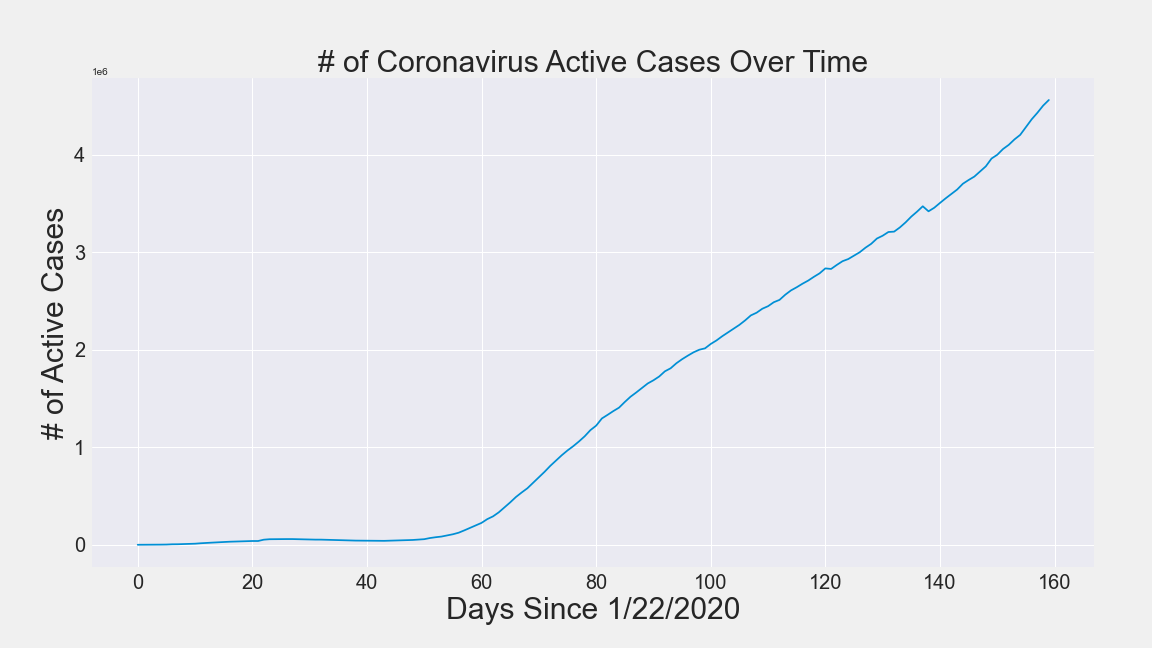 # of Coronavirus Active Cases Over Time
1e6
4
3
2
1
0
# of Active Cases
0 20 40 60 80 100 120 140 160
Days Since 1/22/2020